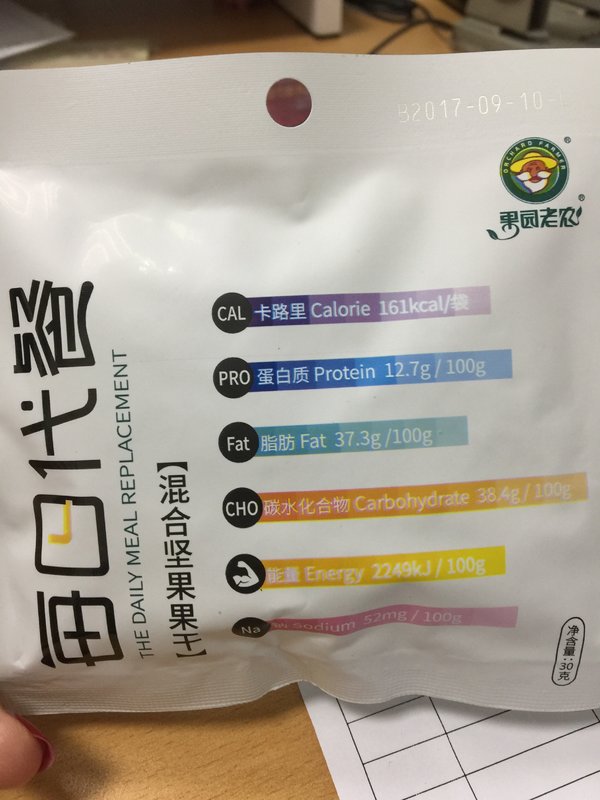 B2017-09-10
ORCHARD FARMER
®
果园老农
®
每日代餐
THE DAILY MEAL REPLACEMENT
【混合坚果果干】
CAL 卡路里 Calorie 161kcal/袋
PRO 蛋白质 Protein 12.7g / 100g
Fat 脂肪 Fat 37.3g /100g
CHO 碳水化合物 Carbohydrate 38.4g / 100g
能量 Energy 2249kJ / 100g
Na 钠 Sodium 52mg / 100g
净含量:30克